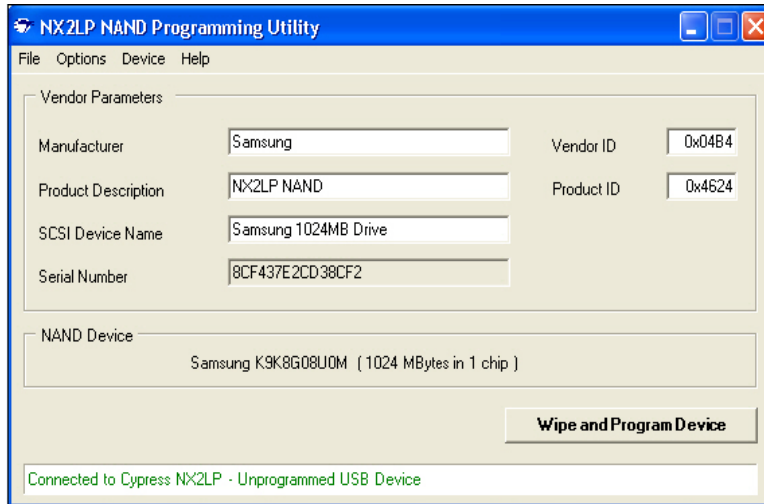 NX2LP NAND Programming Utility
File Options Device Help
Vendor Parameters
Manufacturer Samsung Vendor ID 0x04B4
Product Description NX2LP NAND Product ID 0x4624
SCSI Device Name Samsung 1024MB Drive
Serial Number 8CF437E2CD38CF2
NAND Device
Samsung K9K8G08U0M ( 1024 MBytes in 1 chip )
Wipe and Program Device
Connected to Cypress NX2LP - Unprogrammed USB Device